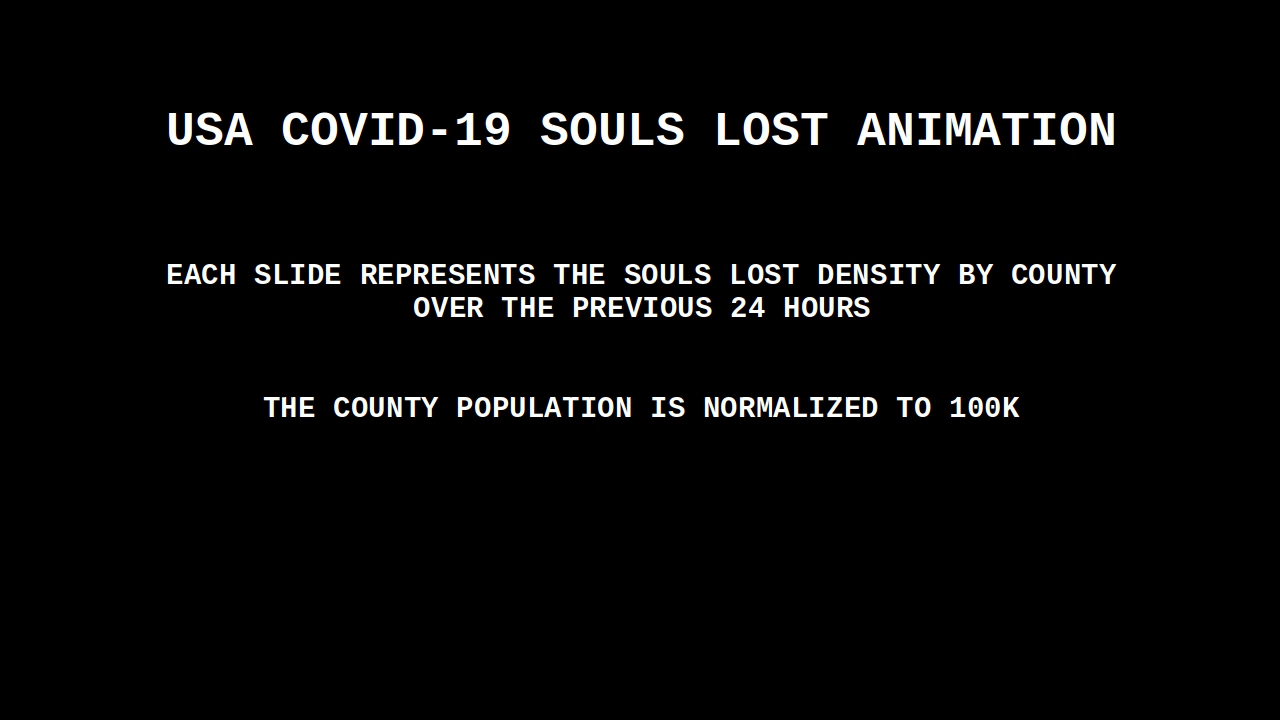 USA COVID-19 SOULS LOST ANIMATION
EACH SLIDE REPRESENTS THE SOULS LOST DENSITY BY COUNTY
OVER THE PREVIOUS 24 HOURS
THE COUNTY POPULATION IS NORMALIZED TO 100K